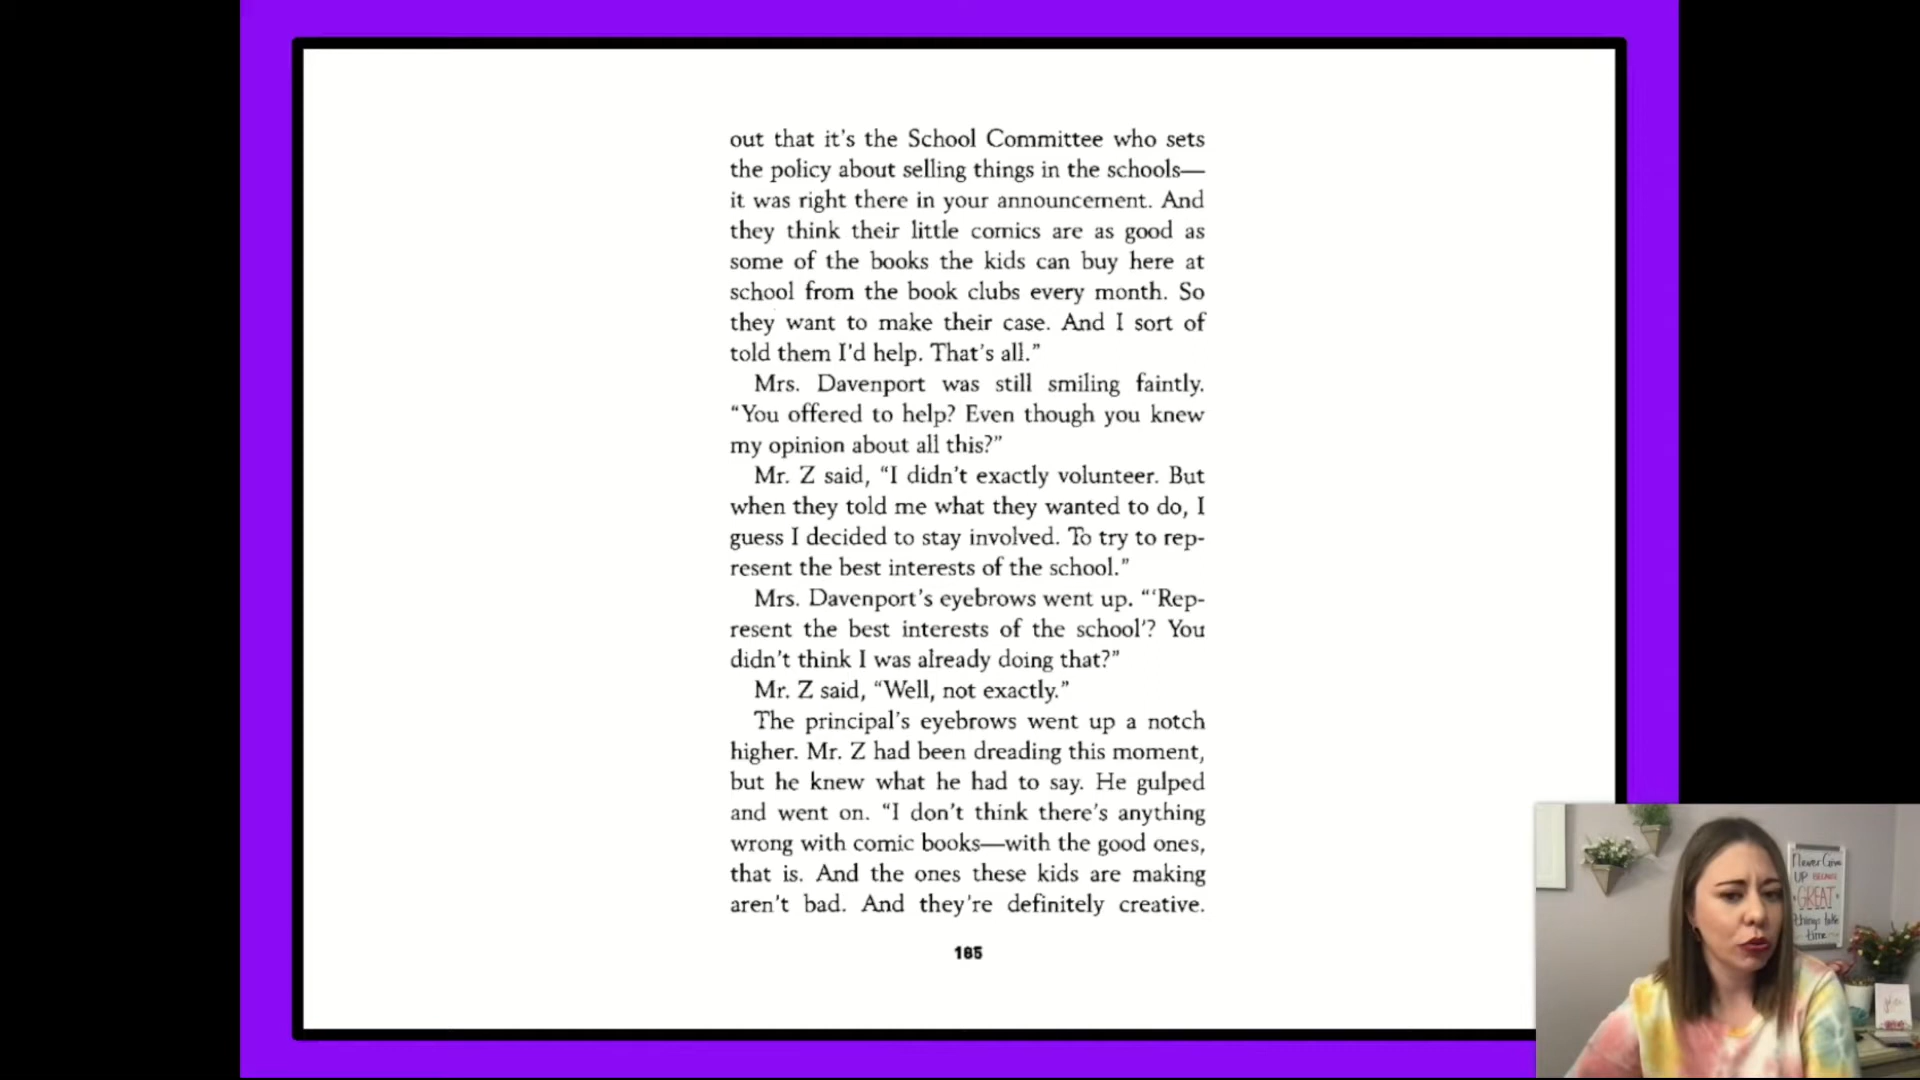 out that it's the School Committee who sets
the policy about selling things in the schools—
it was right there in your announcement. And
they think their little comics are as good as
some of the books the kids can buy here at
school from the book clubs every month. So
they want to make their case. And I sort of
told them I'd help. That's all.”
Mrs. Davenport was still smiling faintly.
“You offered to help? Even though you knew
my opinion about all this?”
Mr. Z said, “I didn't exactly volunteer. But
when they told me what they wanted to do, I
guess I decided to stay involved. To try to rep-
resent the best interests of the school.”
Mrs. Davenport's eyebrows went up. “‘Rep-
resent the best interests of the school’? You
didn't think I was already doing that?”
Mr. Z said, “Well, not exactly.”
The principal's eyebrows went up a notch
higher. Mr. Z had been dreading this moment,
but he knew what he had to say. He gulped
and went on. “I don't think there's anything
wrong with comic books—with the good ones,
that is. And the ones these kids are making
aren't bad. And they're definitely creative.
165
Never Give
UP BECAUSE
GREAT
things take
time